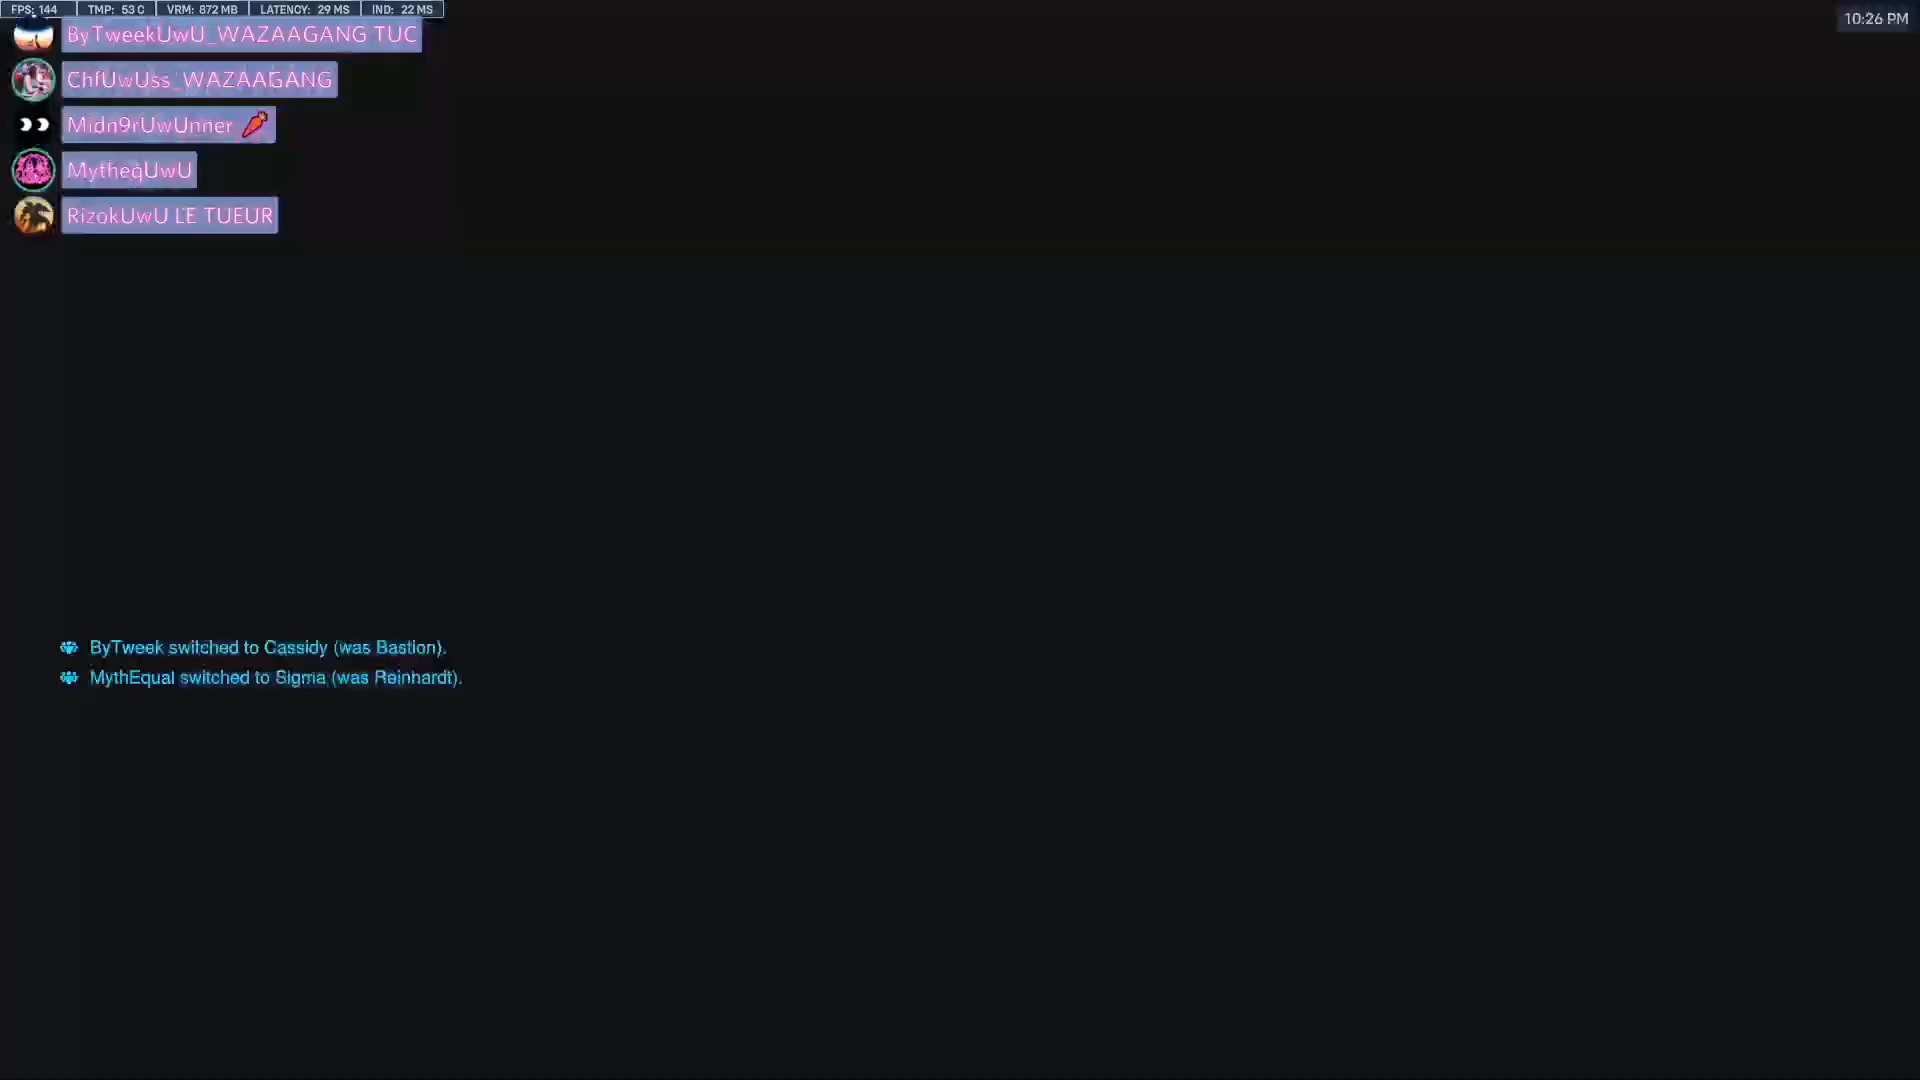 FPS: 144 TMP: 53 C VRM: 872 MB LATENCY: 29 MS IND: 22 MS
10:26 PM
ByTweekUwU_WAZAAGANG TUC
ChfUwUss_WAZAAGANG
Midn9rUwUnner 🥕
MytheqUwU
RizokUwU LE TUEUR
ByTweek switched to Cassidy (was Bastion).
MythEqual switched to Sigma (was Reinhardt).